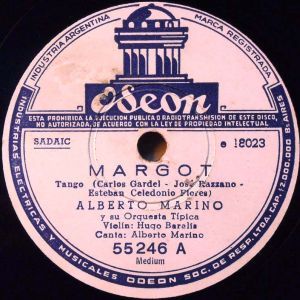 INDUSTRIA ARGENTINA
MARCA REGISTRADA
Odeon
ESTA PROHIBIDA LA EJECUCION PUBLICA O RADIOTRANSMISION DE ESTE DISCO,
NO AUTORIZADA, DE ACUERDO CON LA LEY DE PROPIEDAD INTELECTUAL
SADAIC
e 18023
MARGOT
Tango (Carlos Gardel - José Razzano -
Esteban Celedonio Flores)
ALBERTO MARINO
y su Orquesta Típica
Violín: Hugo Baralis
Canta: Alberto Marino
55246 A
Medium
INDUSTRIAS ELECTRICAS Y MUSICALES ODEON SOC. DE RESP. LTDA. CAP. 12.000.000
Bs. AIRES